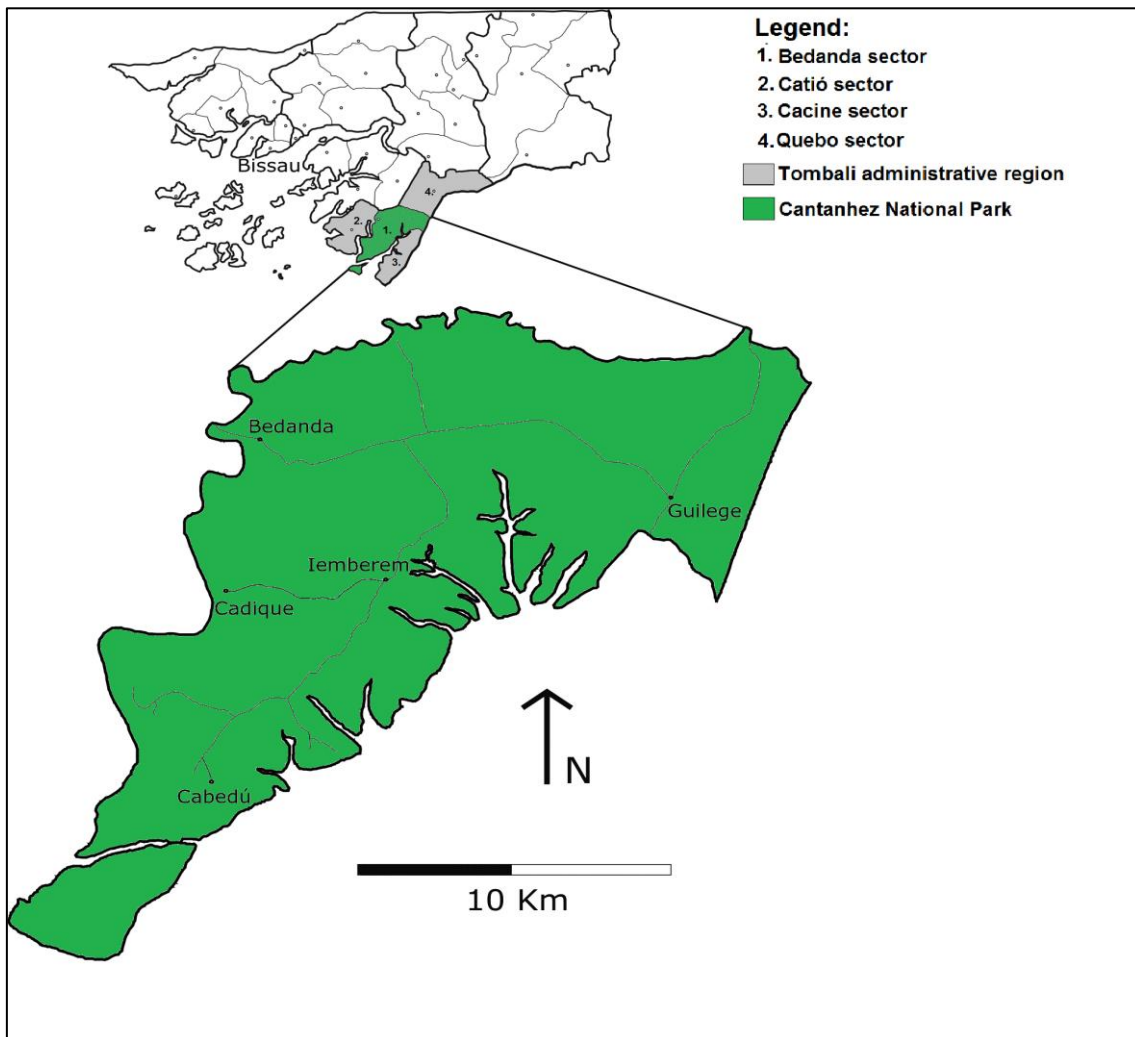 Legend:
1. Bedanda sector
2. Catió sector
3. Cacine sector
4. Quebo sector
Tombali administrative region
Cantanhez National Park
Bissau
4.
2.
1.
3.
Bedanda
Guilege
Iemberem
Cadique
N
Cabedú
10 Km